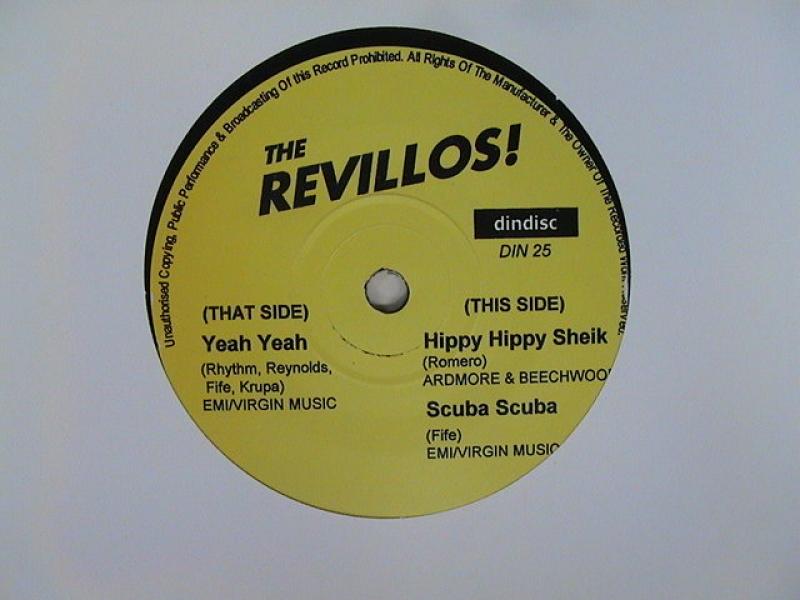 Unauthorised Copying, Public Performance & Broadcasting Of this Record Prohibited. All Rights Of The Manufacturer & The Owner Of The Recorded
THE
REVILLOS!
dindisc
DIN 25
(THAT SIDE)
Yeah Yeah
(Rhythm, Reynolds,
Fife, Krupa)
EMI/VIRGIN MUSIC
(THIS SIDE)
Hippy Hippy Sheik
(Romero)
ARDMORE & BEECHWOO
Scuba Scuba
(Fife)
EMI/VIRGIN MUSIC